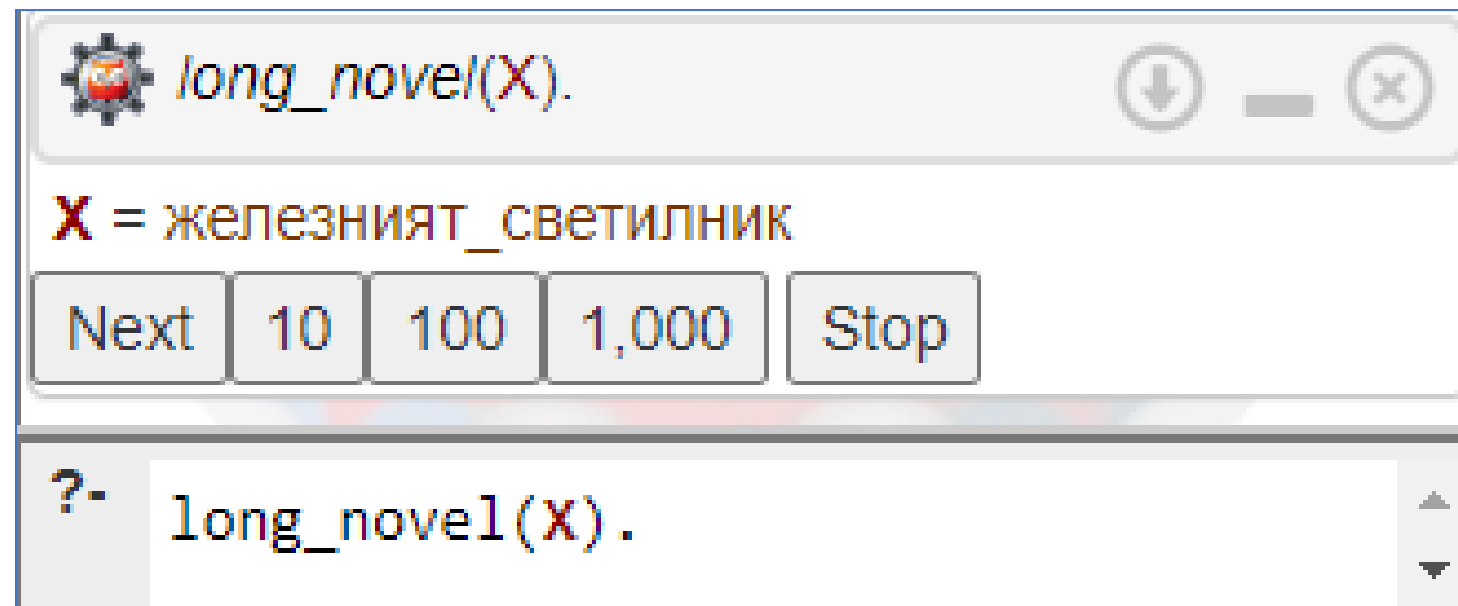 long_novel(X).
X = железният_светилник
Next 10 100 1,000 Stop
?- long_novel(X).